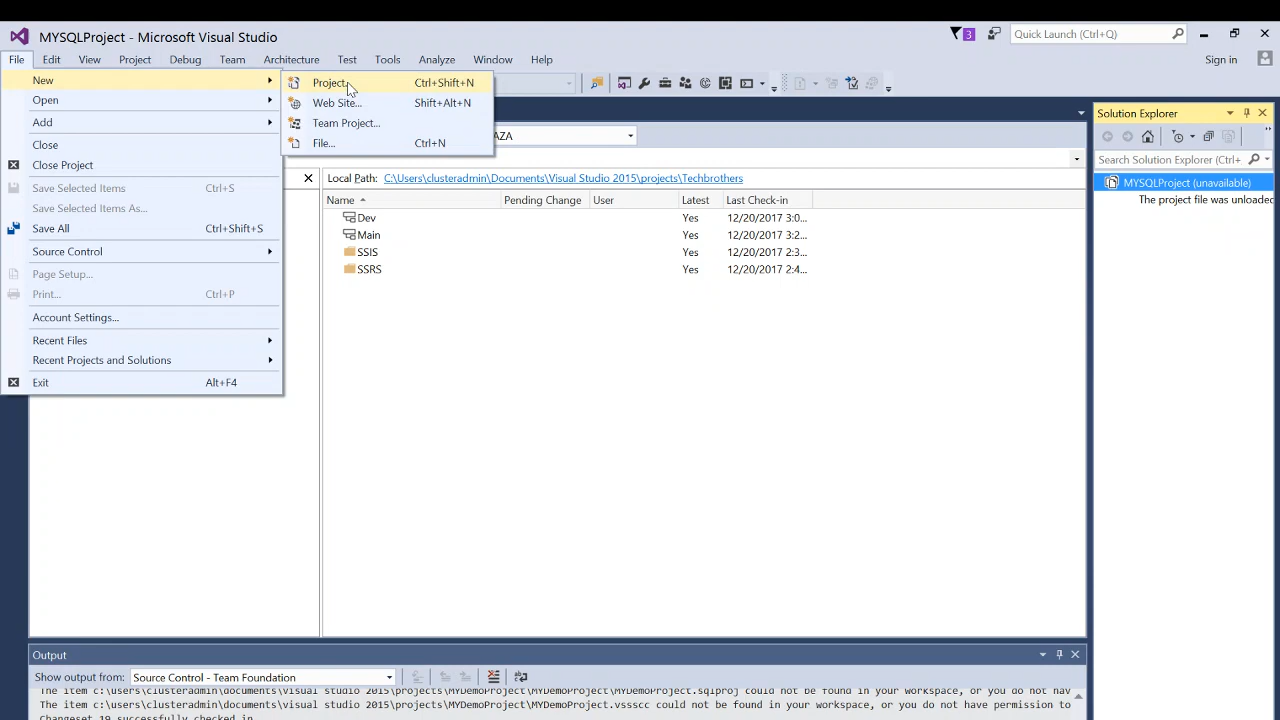 MYSQLProject - Microsoft Visual Studio
3
Quick Launch (Ctrl+Q)
File Edit View Project Debug Team Architecture Test Tools Analyze Window Help
Sign in
New
Project... Ctrl+Shift+N
Open
Web Site... Shift+Alt+N
Add
Team Project...
Close
File... Ctrl+N
AZA
Close Project
Save Selected Items Ctrl+S
Save Selected Items As...
Save All Ctrl+Shift+S
Source Control
Page Setup...
Print... Ctrl+P
Account Settings...
Recent Files
Recent Projects and Solutions
Exit Alt+F4
Local Path: C:\Users\clusteradmin\Documents\Visual Studio 2015\projects\Techbrothers
Name Pending Change User Latest Last Check-in
Dev Yes 12/20/2017 3:0...
Main Yes 12/20/2017 3:2...
SSIS Yes 12/20/2017 2:3...
SSRS Yes 12/20/2017 2:4...
Solution Explorer
Search Solution Explorer (Ctrl+
MYSQLProject (unavailable)
The project file was unloaded
Output
Show output from: Source Control - Team Foundation
The item c:\users\clusteradmin\documents\visual studio 2015\projects\MYDemoProject\MYDemoProject.sqlproj could not be found in your workspace, or you do not hav
The item c:\users\clusteradmin\documents\visual studio 2015\projects\MYDemoProject\MYDemoProject.vssscc could not be found in your workspace, or you do not have permission to
Changeset 19 successfully checked in.